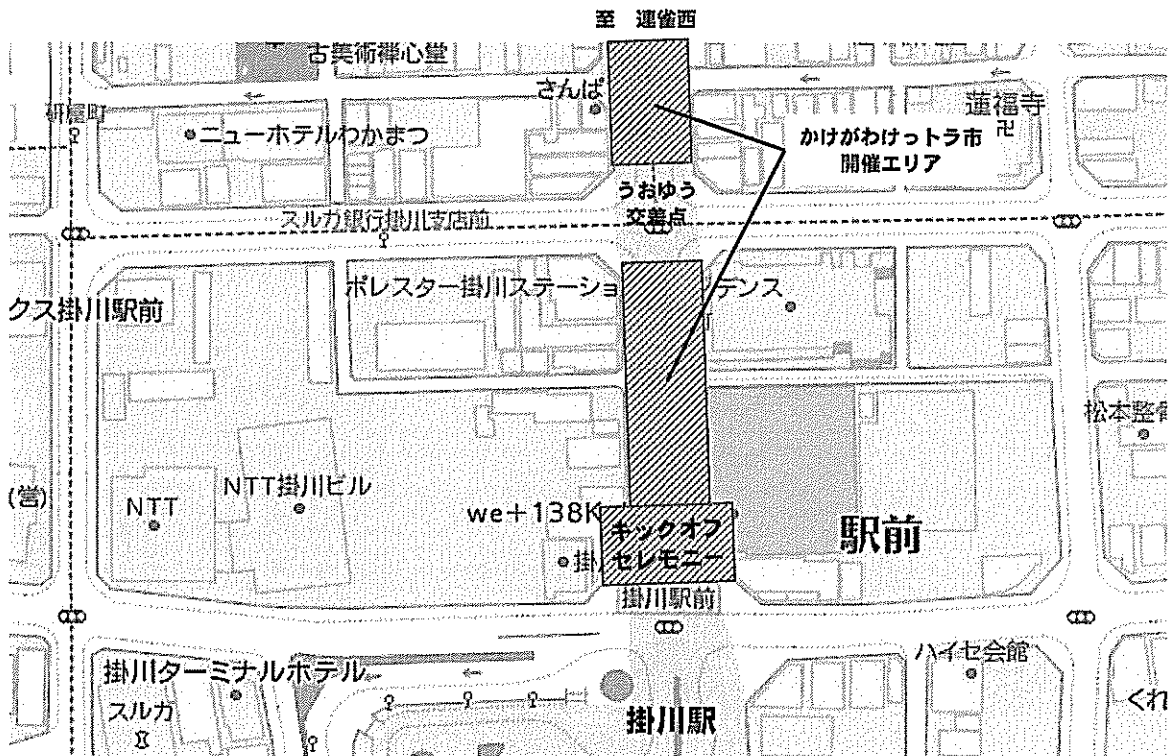 至 連雀西
古美術禅心堂
さんぱ
蓮福寺
研屋町
ニューホテルわかまつ
かけがわけっトラ市
開催エリア
うおゆう
交差点
スルガ銀行掛川支店前
ポレスター掛川ステーショ
デンス
クス掛川駅前
松本整骨
(営)
NTT
NTT掛川ビル
we+138K
キックオフ
セレモニー
駅前
掛
掛川駅前
ハイセ会館
掛川ターミナルホテル
スルガ
掛川駅
くれ